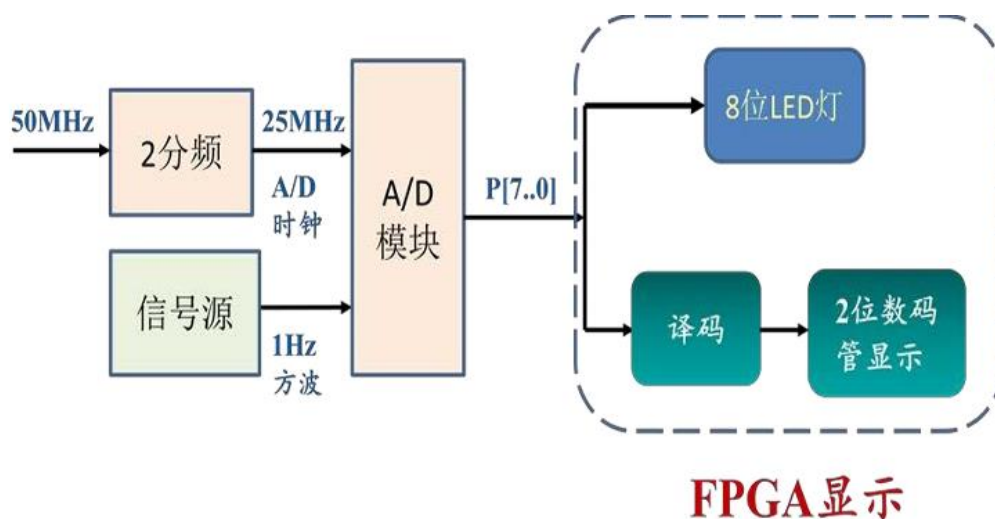 50MHz
2分频
25MHz
A/D
时钟
信号源
1Hz
方波
A/D
模块
P[7..0]
8位LED灯
译码
2位数码
管显示
FPGA显示